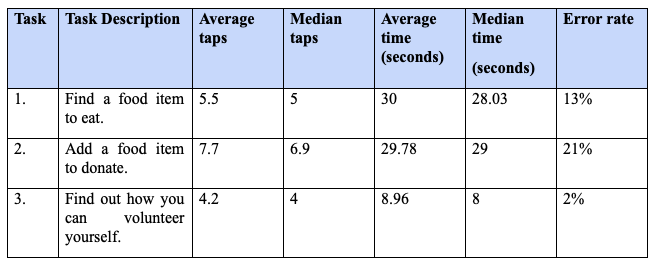 Task Task Description Average taps Median taps Average time (seconds) Median time (seconds) Error rate
1. Find a food item to eat. 5.5 5 30 28.03 13%
2. Add a food item to donate. 7.7 6.9 29.78 29 21%
3. Find out how you can volunteer yourself. 4.2 4 8.96 8 2%